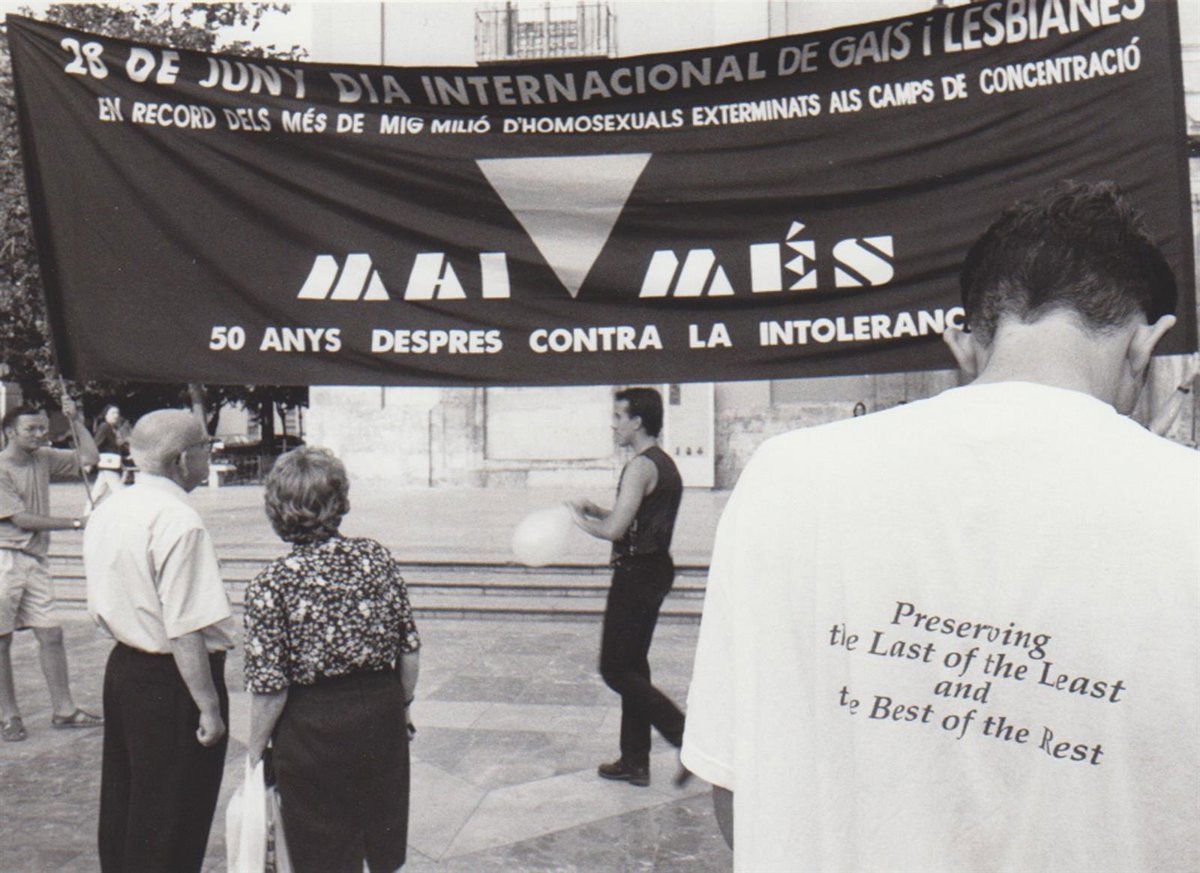 28 DE JUNY DIA INTERNACIONAL DE GAIS i LESBIANES
EN RECORD DELS MÉS DE MIG MILIÓ D'HOMOSEXUALS EXTERMINATS ALS CAMPS DE CONCENTRACIÓ
MAI MÉS
50 ANYS DESPRES CONTRA LA INTOLERANC
Preserving
the Last of the Least
and
te Best of the Rest